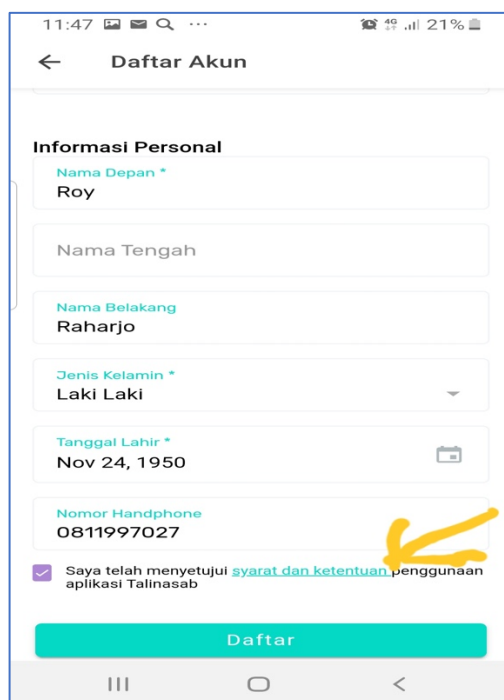 11:47 ... 4G 21%
Daftar Akun
Informasi Personal
Nama Depan *
Roy
Nama Tengah
Nama Belakang
Raharjo
Jenis Kelamin *
Laki Laki
Tanggal Lahir *
Nov 24, 1950
Nomor Handphone
0811997027
Saya telah menyetujui syarat dan ketentuan penggunaan
aplikasi Talinasab
Daftar